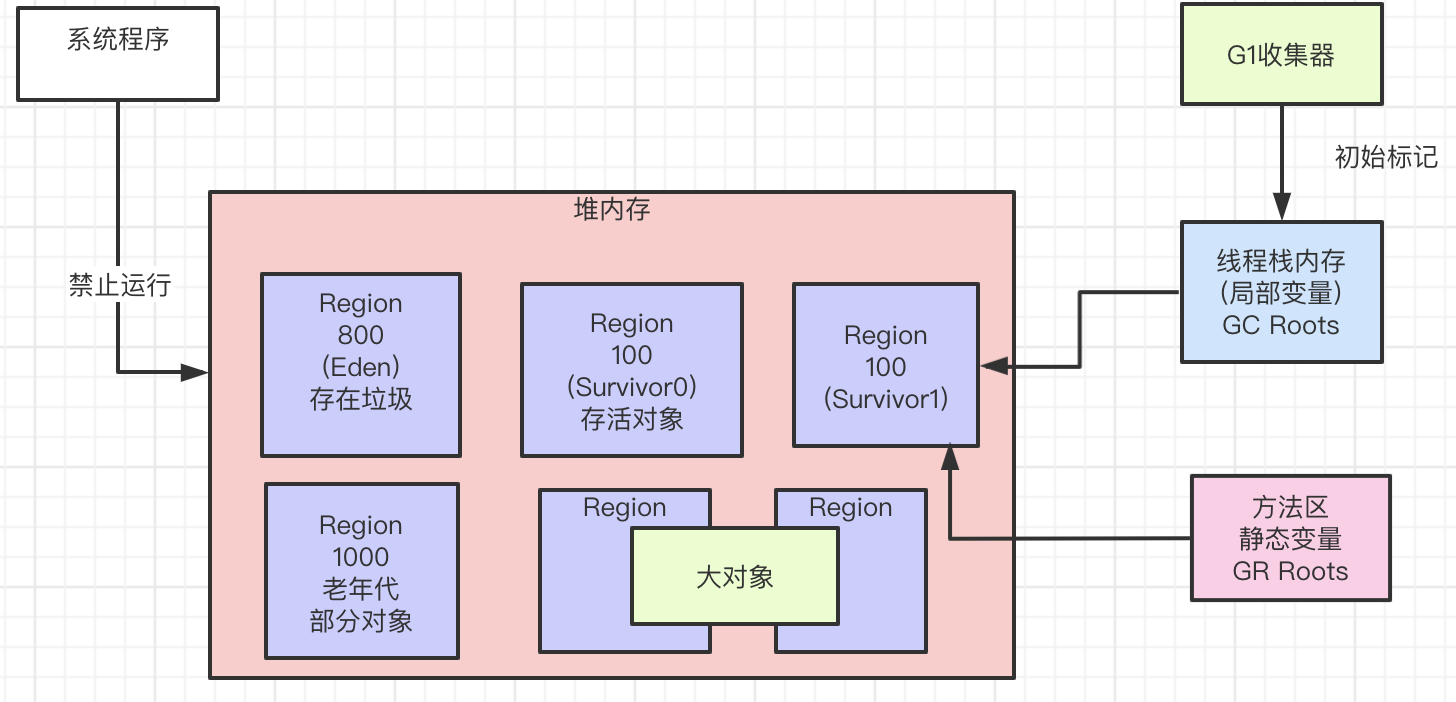 系统程序
G1收集器
初始标记
堆内存
禁止运行
Region
800
(Eden)
存在垃圾
Region
100
(Survivor0)
存活对象
Region
100
(Survivor1)
线程栈内存
(局部变量)
GC Roots
Region
1000
老年代
部分对象
Region
Region
大对象
方法区
静态变量
GR Roots